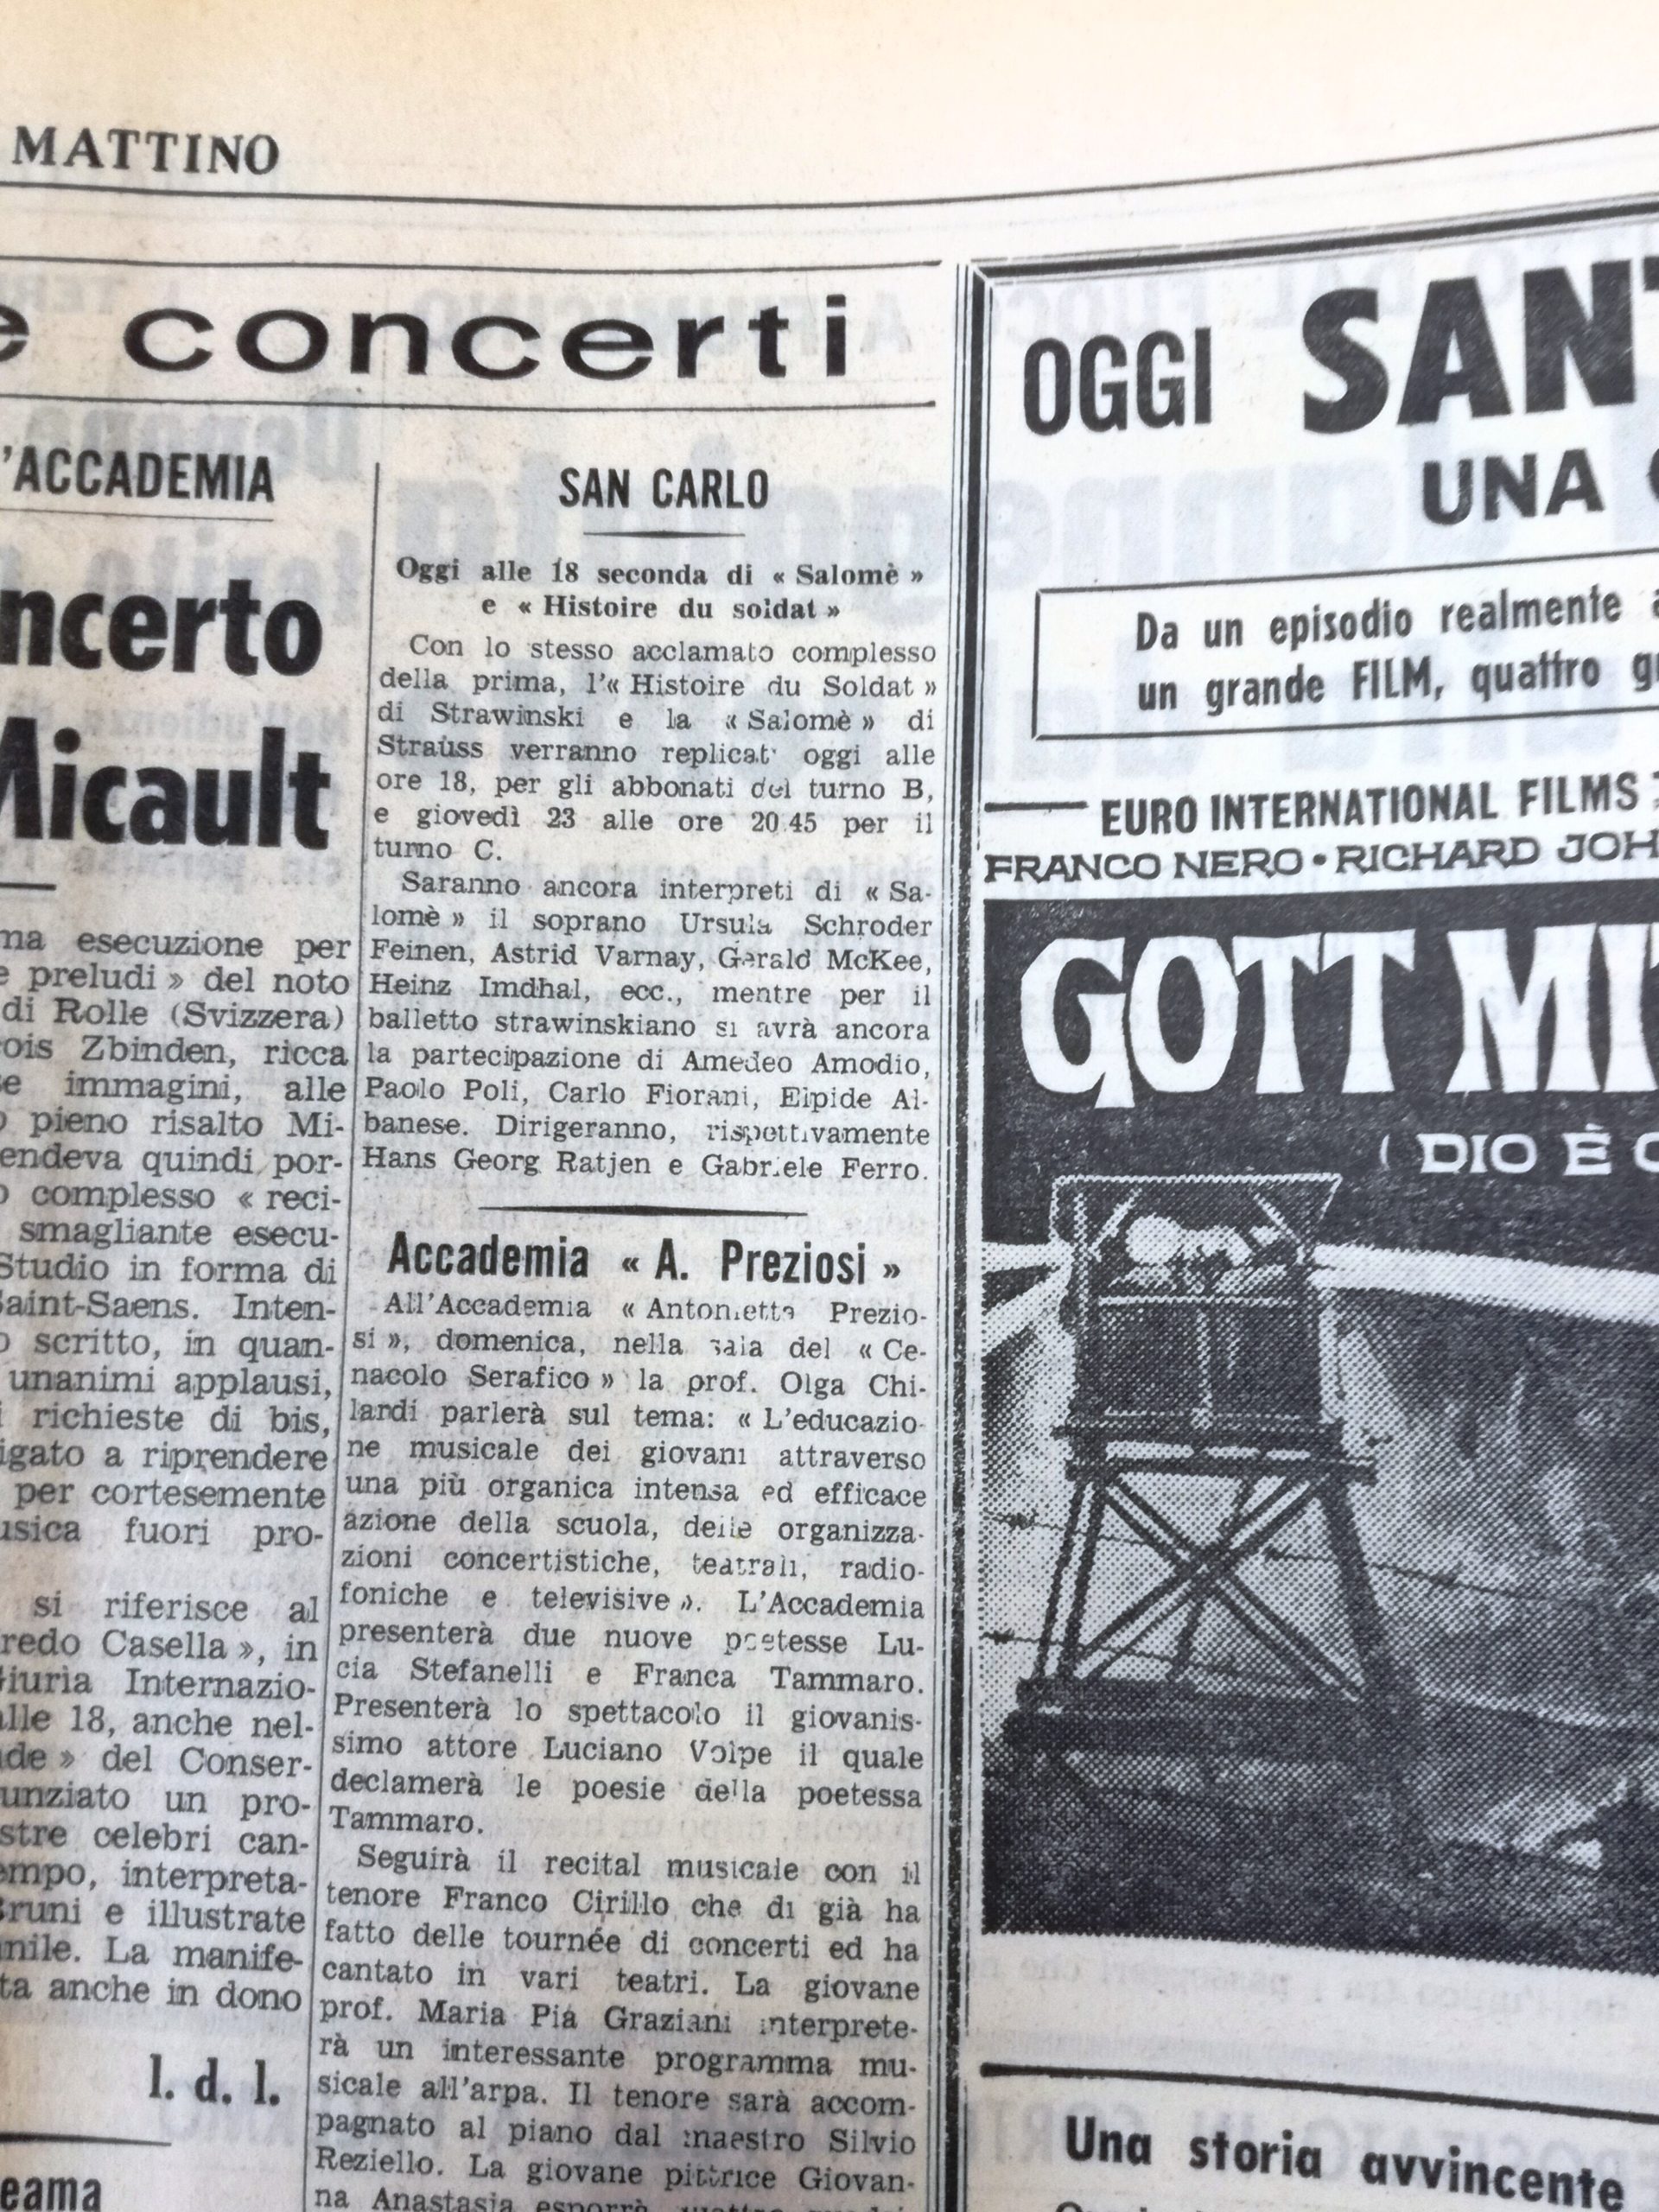 MATTINO
e concerti
'ACCADEMIA
ncerto
Micault
ma esecuzione per
e preludi » del noto
di Rolle (Svizzera)
ois Zbinden, ricca
se immagini, alle
o pieno risalto Mi-
endeva quindi por-
o complesso « reci-
smagliante esecu-
Studio in forma di
Saint-Saens. Inten-
o scritto, in quan-
unanimi applausi,
i richieste di bis,
igato a riprendere
per cortesemente
usica fuori pro-
si riferisce al
redo Casella », in
Giuria Internazio-
alle 18, anche nel-
de » del Conser-
unziato un pro-
stre celebri can-
empo, interpreta-
Bruni e illustrate
nile. La manife-
ta anche in dono
l. d. l.
eama
SAN CARLO
Oggi alle 18 seconda di « Salomè »
e « Histoire du soldat »
Con lo stesso acclamato complesso
della prima, l'« Histoire du Soldat »
di Strawinski e la « Salomè » di
Strauss verranno replicat' oggi alle
ore 18, per gli abbonati del turno B,
e giovedì 23 alle ore 20.45 per il
turno C.
Saranno ancora interpreti di « Sa-
lomè » il soprano Ursula Schroder
Feinen, Astrid Varnay, Gerald McKee,
Heinz Imdhal, ecc., mentre per il
balletto strawinskiano si avrà ancora
la partecipazione di Amedeo Amodio,
Paolo Poli, Carlo Fiorani, Elpide Al-
banese. Dirigeranno, rispettivamente
Hans Georg Ratjen e Gabriele Ferro.
Accademia « A. Preziosi »
All'Accademia « Antonietta Prezio-
si », domenica, nella sala del « Ce-
nacolo Serafico » la prof. Olga Chi-
lardi parlerà sul tema: « L'educazio-
ne musicale dei giovani attraverso
una più organica intensa ed efficace
azione della scuola, delle organizza-
zioni concertistiche, teatrali, radio-
foniche e televisive ». L'Accademia
presenterà due nuove poetesse Lu-
cia Stefanelli e Franca Tammaro.
Presenterà lo spettacolo il giovanis-
simo attore Luciano Volpe il quale
declamerà le poesie della poetessa
Tammaro.
Seguirà il recital musicale con il
tenore Franco Cirillo che di già ha
fatto delle tournée di concerti ed ha
cantato in vari teatri. La giovane
prof. Maria Pia Graziani interprete-
rà un interessante programma mu-
sicale all'arpa. Il tenore sarà accom-
pagnato al piano dal maestro Silvio
Reziello. La giovane pittrice Giovan-
na Anastasia esporrà
OGGI SANT
UNA
Da un episodio realmente a
un grande FILM, quattro gr
EURO INTERNATIONAL FILMS
FRANCO NERO • RICHARD JOH
GOTT MIT
( DIO È C
Una storia avvincente